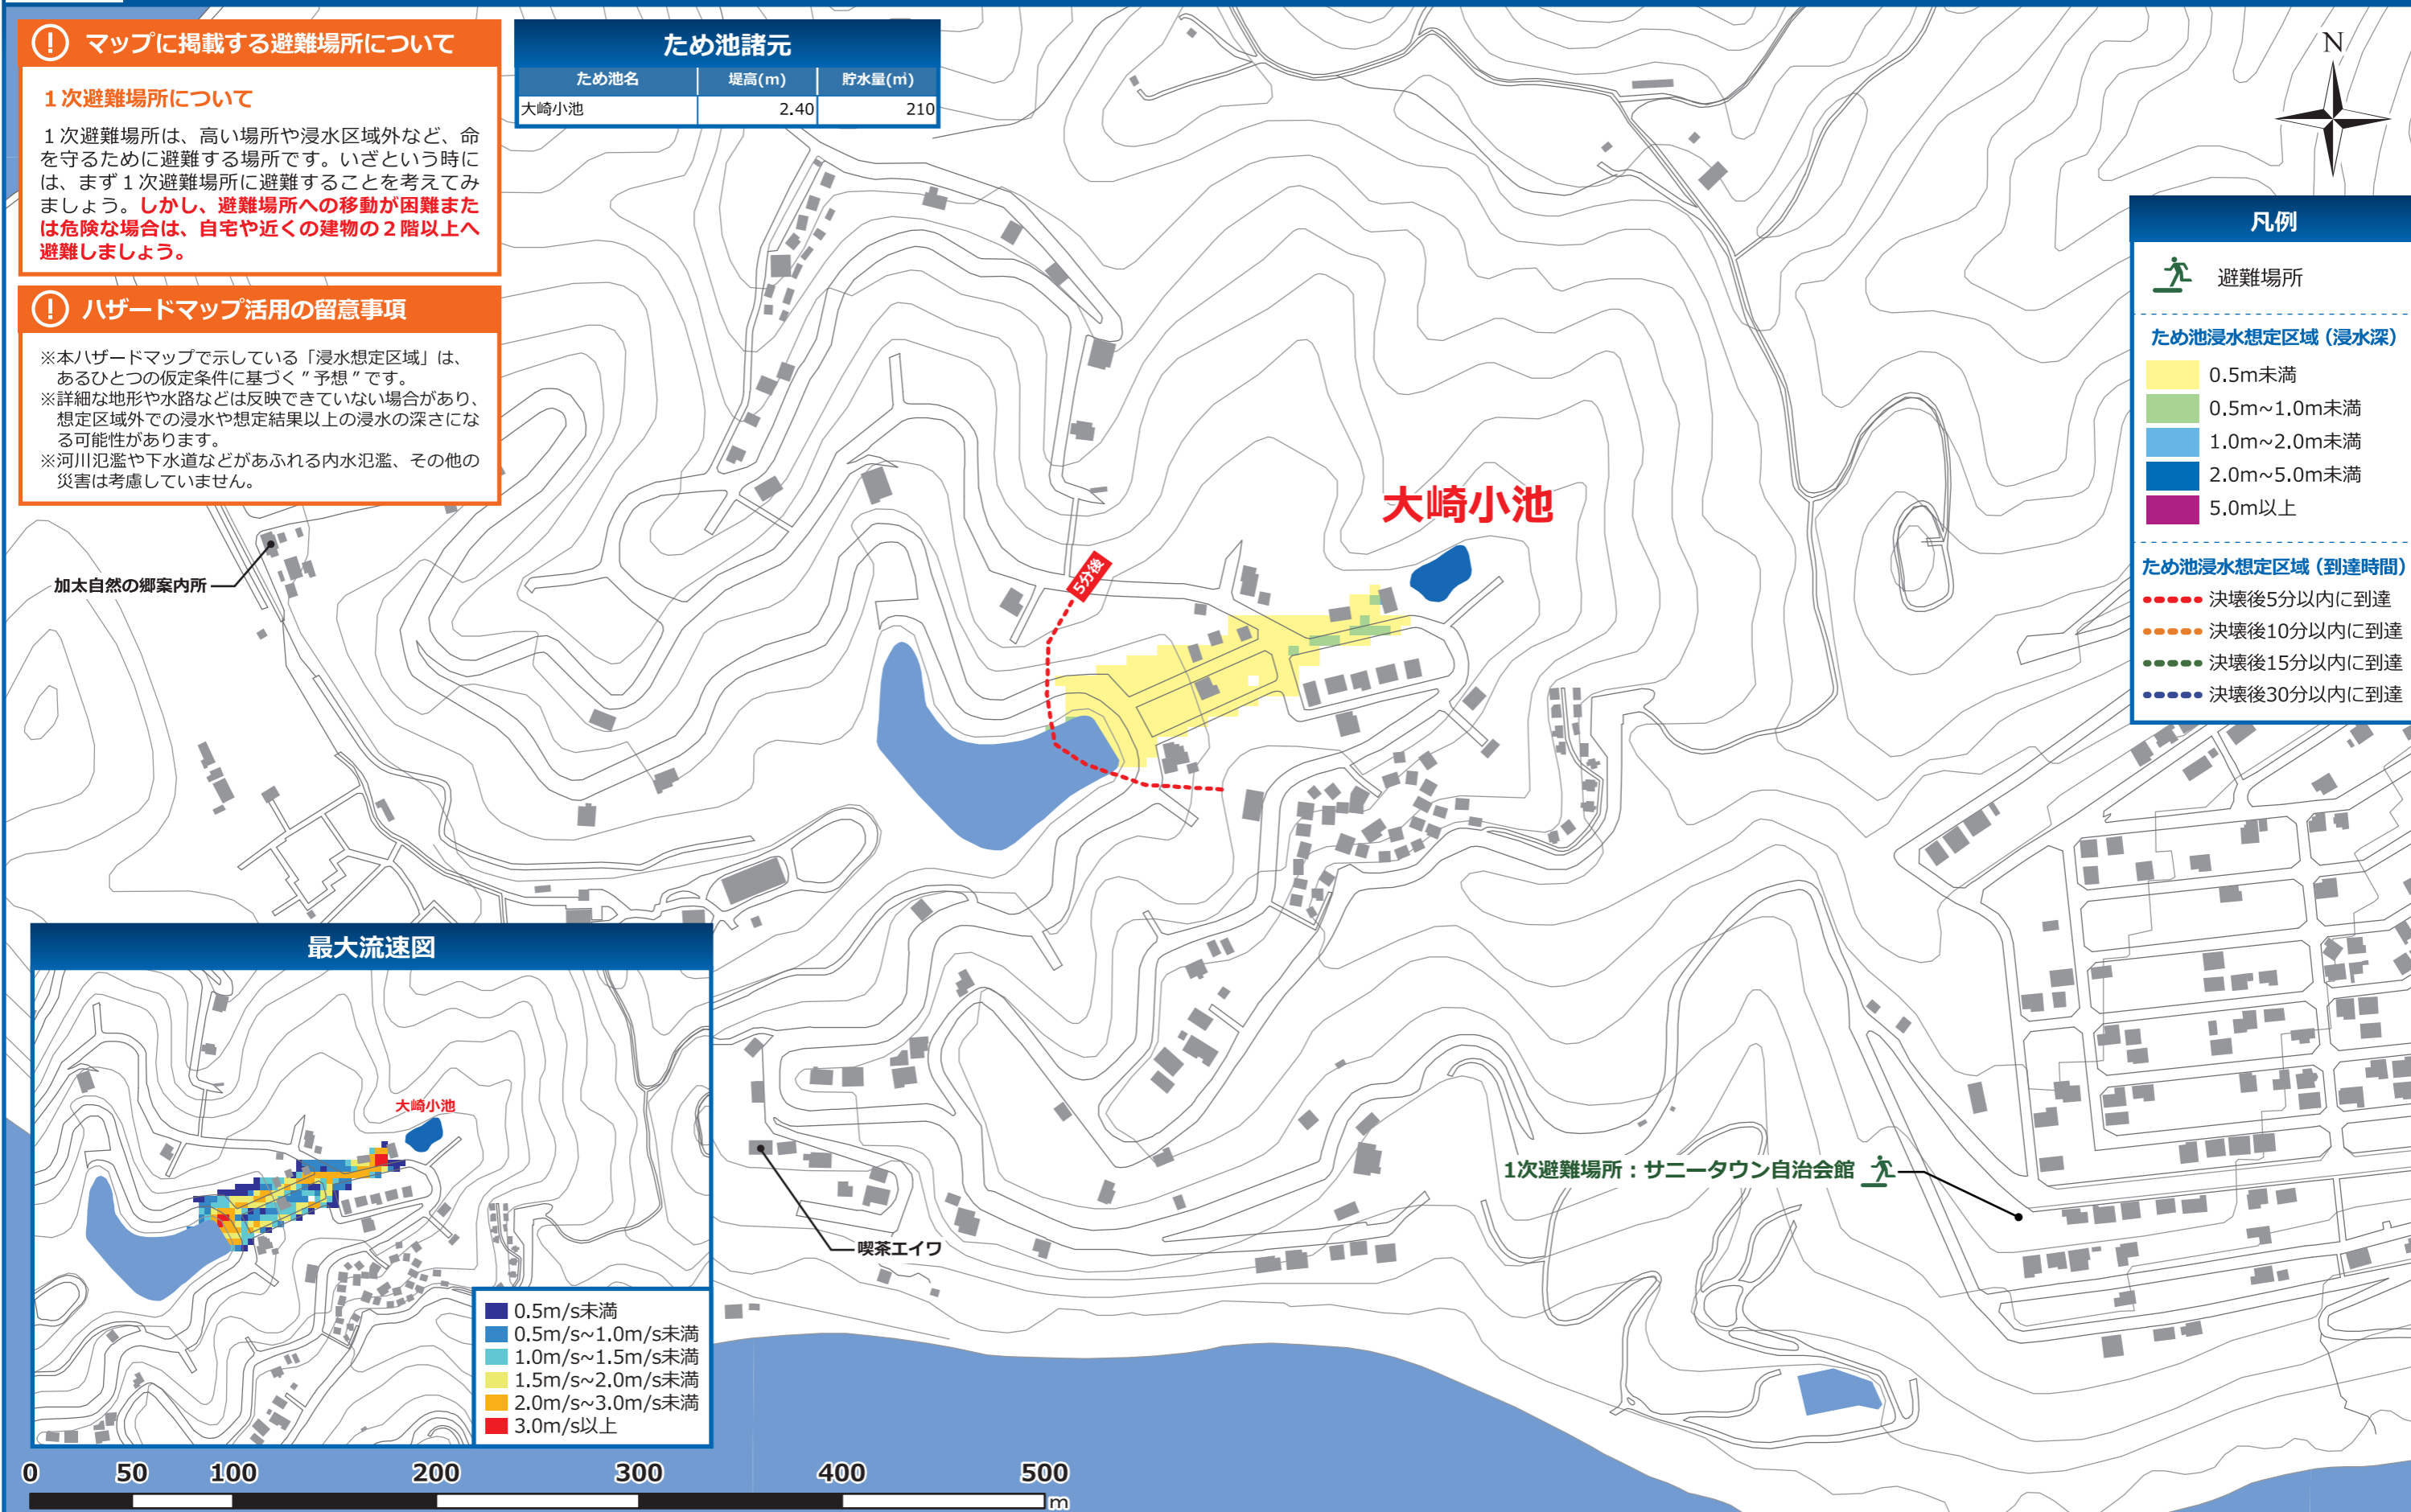 マップに掲載する避難場所について
1次避難場所について
1次避難場所は、高い場所や浸水区域外など、命
を守るために避難する場所です。いざという時に
は、まず1次避難場所に避難することを考えてみ
ましょう。しかし、避難場所への移動が困難また
は危険な場合は、自宅や近くの建物の2階以上へ
避難しましょう。
ハザードマップ活用の留意事項
※本ハザードマップで示している「浸水想定区域」は、
あるひとつの仮定条件に基づく"予想"です。
※詳細な地形や水路などは反映できていない場合があり、
想定区域外での浸水や想定結果以上の浸水の深さにな
る可能性があります。
※河川氾濫や下水道などがあふれる内水氾濫、その他の
災害は考慮していません。
ため池諸元
ため池名 堤高(m) 貯水量(㎥)
大崎小池 2.40 210
N
凡例
避難場所
ため池浸水想定区域(浸水深)
0.5m未満
0.5m~1.0m未満
1.0m~2.0m未満
2.0m~5.0m未満
5.0m以上
ため池浸水想定区域(到達時間)
決壊後5分以内に到達
決壊後10分以内に到達
決壊後15分以内に到達
決壊後30分以内に到達
大崎小池
5分後
加太自然の郷案内所
1次避難場所:サニータウン自治会館
喫茶エイワ
最大流速図
大崎小池
0.5m/s未満
0.5m/s~1.0m/s未満
1.0m/s~1.5m/s未満
1.5m/s~2.0m/s未満
2.0m/s~3.0m/s未満
3.0m/s以上
0 50 100 200 300 400 500
m